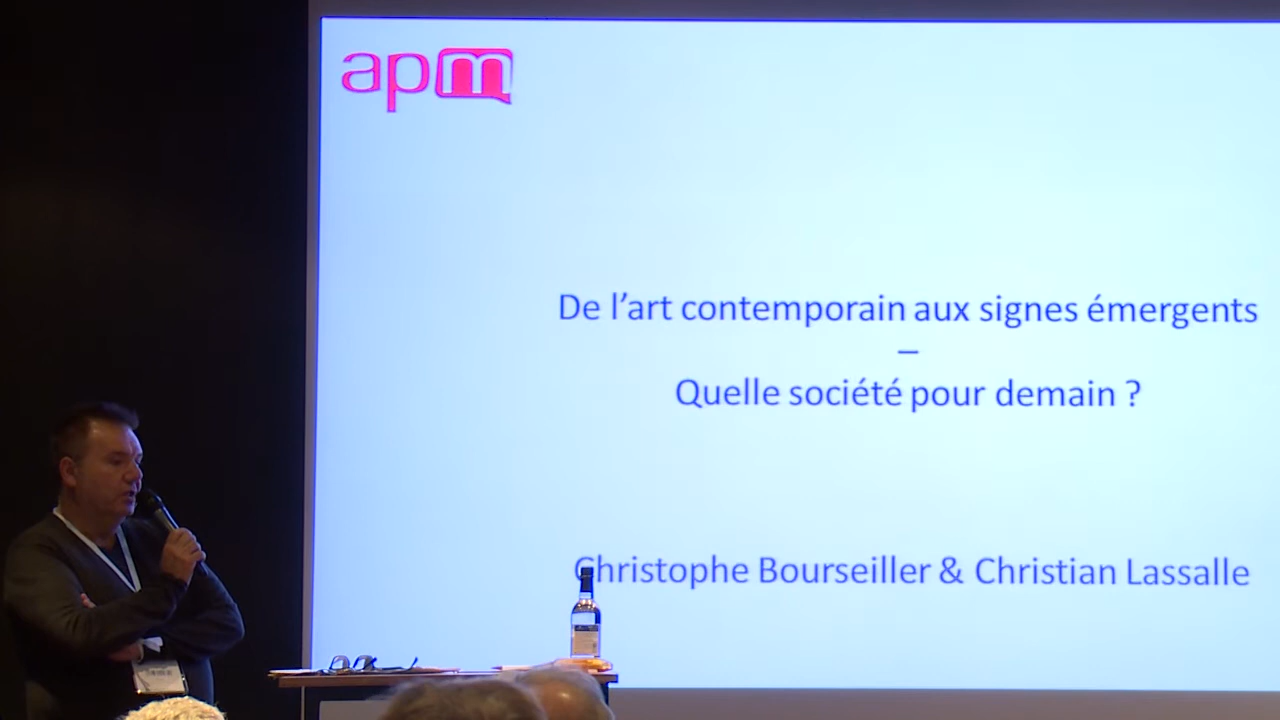 apm
De l’art contemporain aux signes émergents
–
Quelle société pour demain ?
Christophe Bourseiller & Christian Lassalle